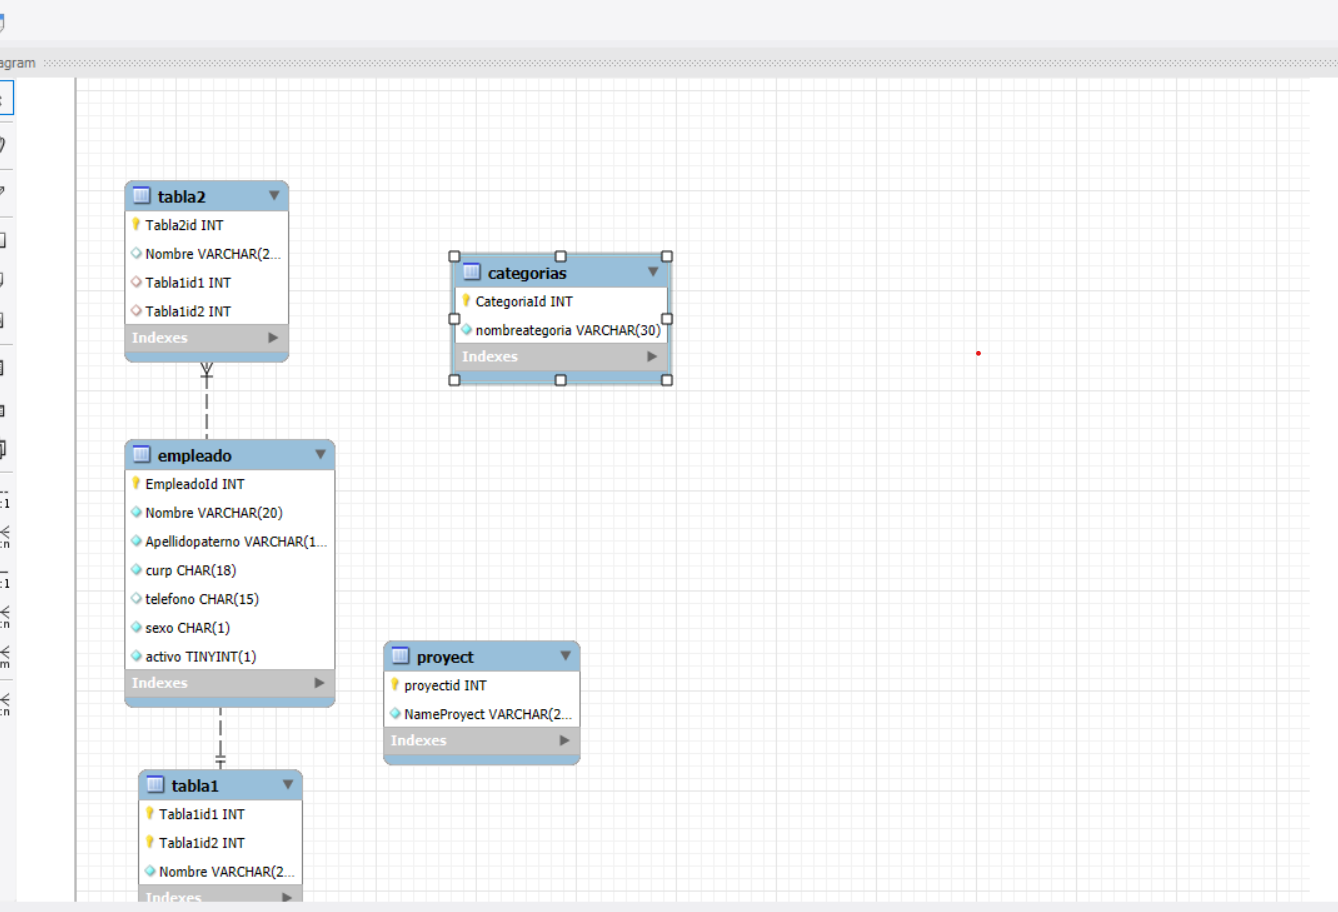 agram
tabla2
Tabla2id INT
Nombre VARCHAR(2...
Tabla1id1 INT
Tabla1id2 INT
Indexes
categorias
CategoriaId INT
nombreategoria VARCHAR(30)
Indexes
empleado
EmpleadoId INT
Nombre VARCHAR(20)
Apellidopaterno VARCHAR(1...
curp CHAR(18)
telefono CHAR(15)
sexo CHAR(1)
activo TINYINT(1)
Indexes
proyect
proyectid INT
NameProyect VARCHAR(2...
Indexes
tabla1
Tabla1id1 INT
Tabla1id2 INT
Nombre VARCHAR(2...
Indexes
:1
:n
:1
:n
m
:n